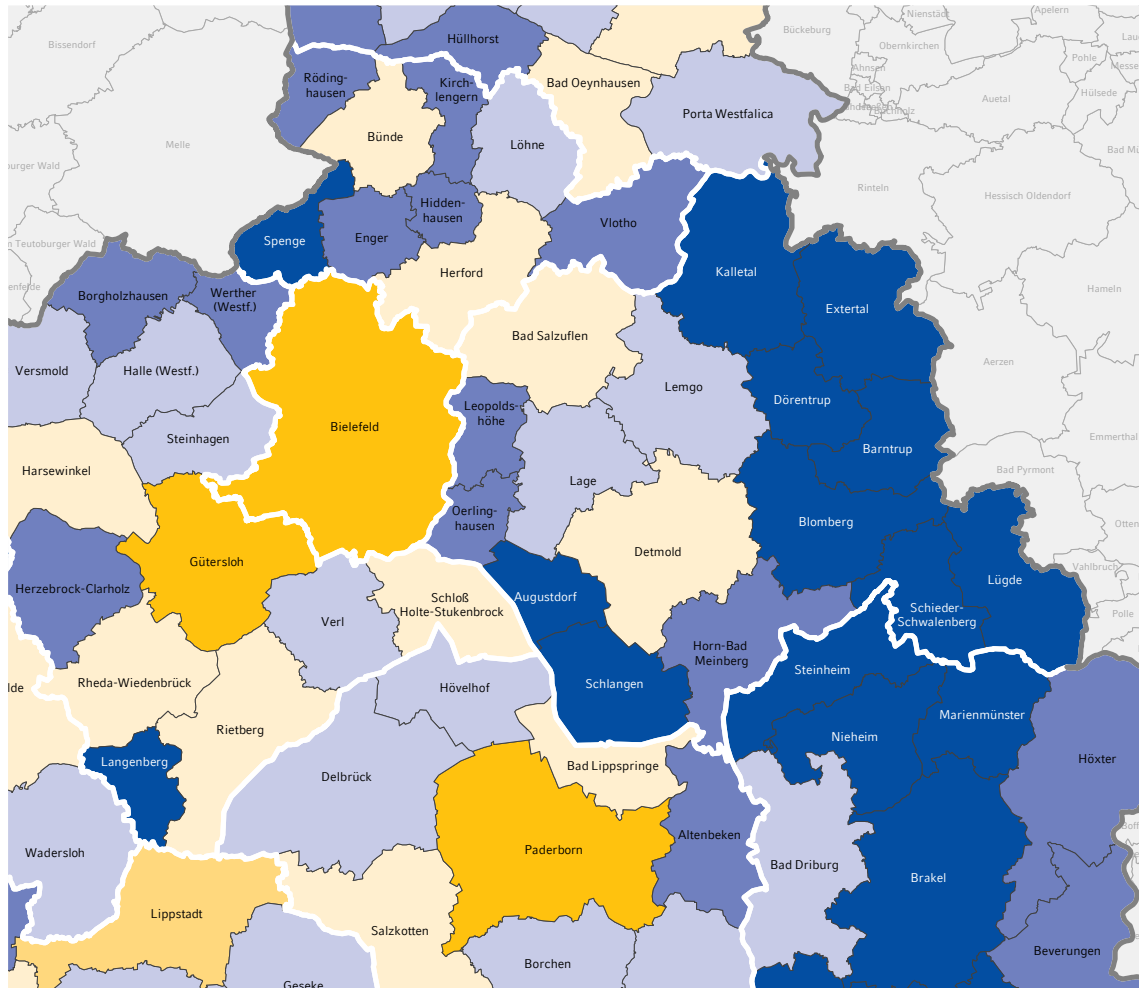 Bissendorf
Hüllhorst
Bückeburg
Nienstädt
Apelern
Obernkirchen
Pohle
Ahnsen
Bad Eilsen
Auetal
Hülsede
Röding-
hausen
Kirch-
lengern
Bad Oeynhausen
Porta Westfalica
Melle
Bünde
Löhne
Rinteln
Hessisch Oldendorf
Hidden-
hausen
Spenge
Enger
Vlotho
Herford
Kalletal
Hameln
Borgholzhausen
Werther
(Westf.)
Extertal
Bad Salzuflen
Versmold
Halle (Westf.)
Lemgo
Aerzen
Dörentrup
Leopolds-
höhe
Bielefeld
Steinhagen
Barntrup
Emmerthal
Harsewinkel
Lage
Bad Pyrmont
Oerling-
hausen
Blomberg
Detmold
Gütersloh
Vahlbruch
Herzebrock-Clarholz
Schloß
Holte-Stukenbrock
Augustdorf
Lügde
Schieder-
Schwalenberg
Polle
Verl
Horn-Bad
Meinberg
Steinheim
Rheda-Wiedenbrück
Hövelhof
Schlangen
Marienmünster
Rietberg
Nieheim
Langenberg
Delbrück
Bad Lippspringe
Höxter
Wadersloh
Paderborn
Altenbeken
Bad Driburg
Brakel
Lippstadt
Salzkotten
Borchen
Beverungen
Geseke